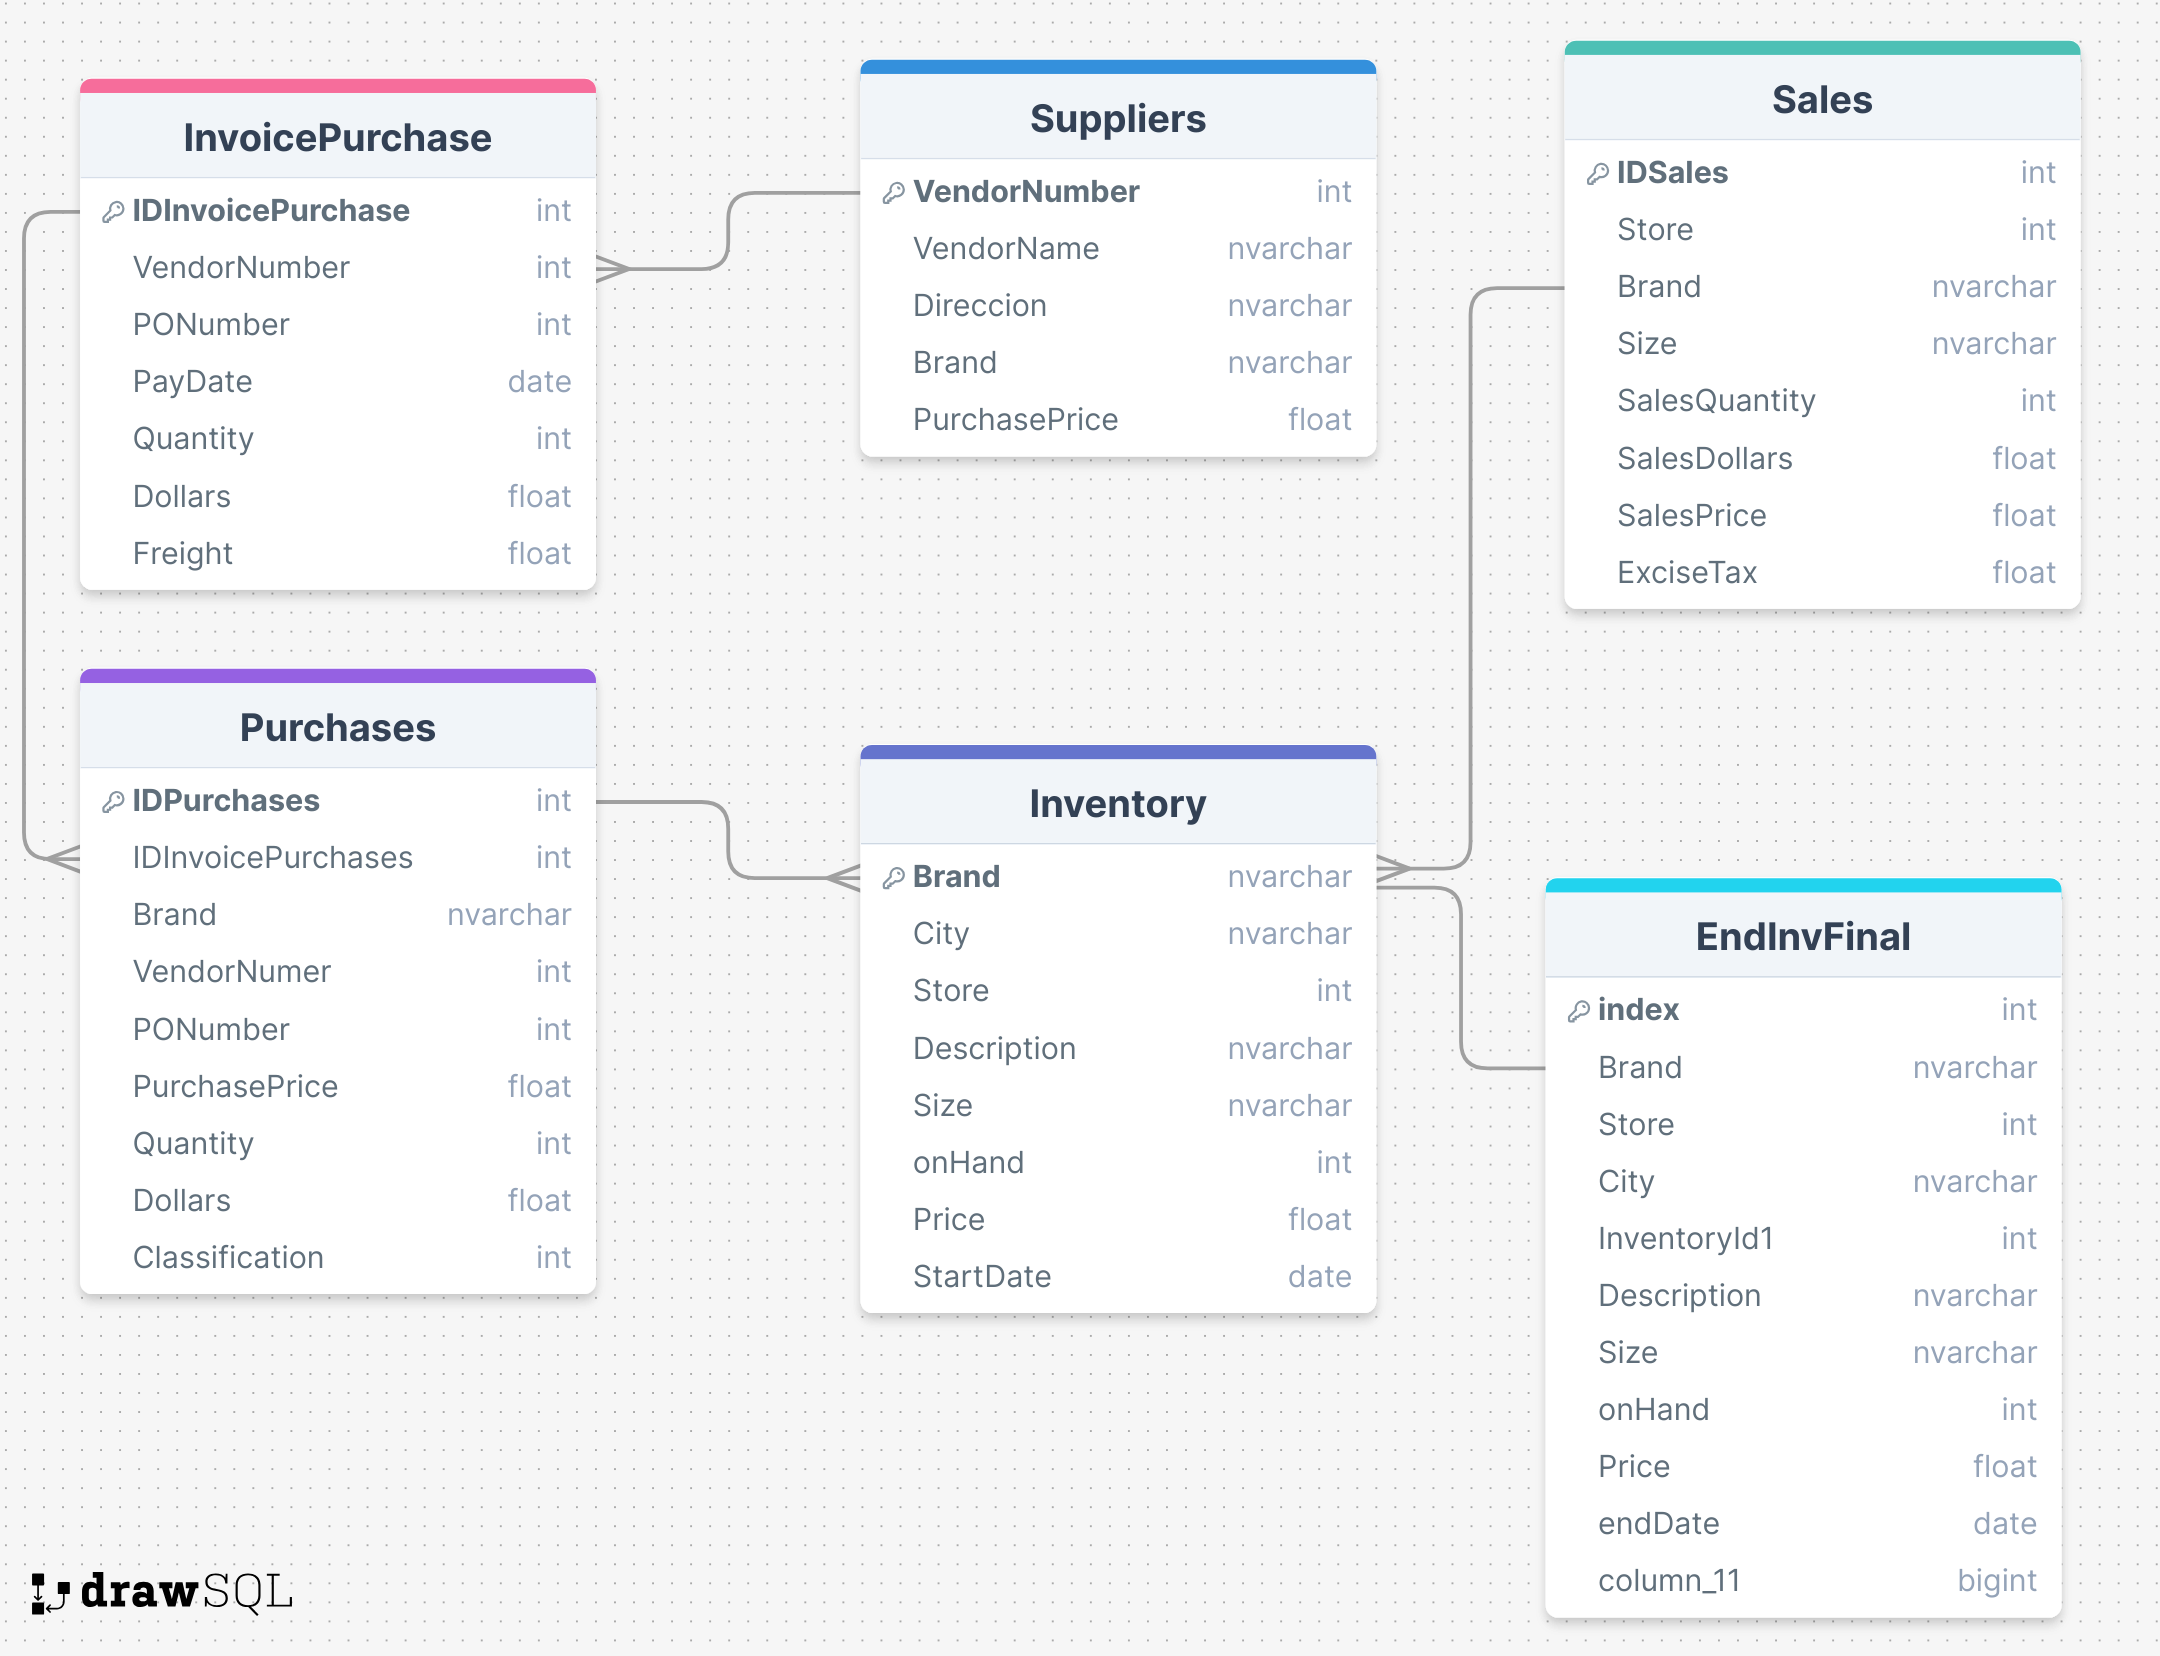 InvoicePurchase
IDInvoicePurchase int
VendorNumber int
PONumber int
PayDate date
Quantity int
Dollars float
Freight float
Suppliers
VendorNumber int
VendorName nvarchar
Direccion nvarchar
Brand nvarchar
PurchasePrice float
Sales
IDSales int
Store int
Brand nvarchar
Size nvarchar
SalesQuantity int
SalesDollars float
SalesPrice float
ExciseTax float
Purchases
IDPurchases int
IDInvoicePurchases int
Brand nvarchar
VendorNumer int
PONumber int
PurchasePrice float
Quantity int
Dollars float
Classification int
Inventory
Brand nvarchar
City nvarchar
Store int
Description nvarchar
Size nvarchar
onHand int
Price float
StartDate date
EndInvFinal
index int
Brand nvarchar
Store int
City nvarchar
InventoryId1 int
Description nvarchar
Size nvarchar
onHand int
Price float
endDate date
column_11 bigint
drawSQL